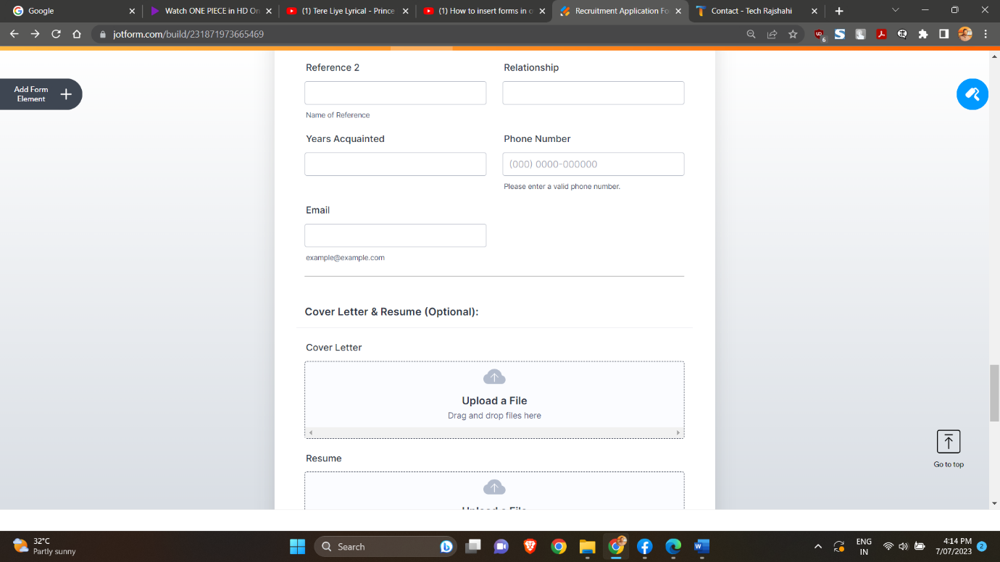 Google
Watch ONE PIECE in HD On
(1) Tere Liye Lyrical - Prince
(1) How to insert forms in o
Recruitment Application Fo
Contact - Tech Rajshahi
jotform.com/build/231871973665469
6
Add Form
Element
Reference 2
Relationship
Name of Reference
Years Acquainted
Phone Number
(000) 0000-000000
Please enter a valid phone number.
Email
example@example.com
Cover Letter & Resume (Optional):
Cover Letter
Upload a File
Drag and drop files here
Resume
Go to top
32°C
Partly sunny
Search
ENG
IN
4:14 PM
7/07/2023
2